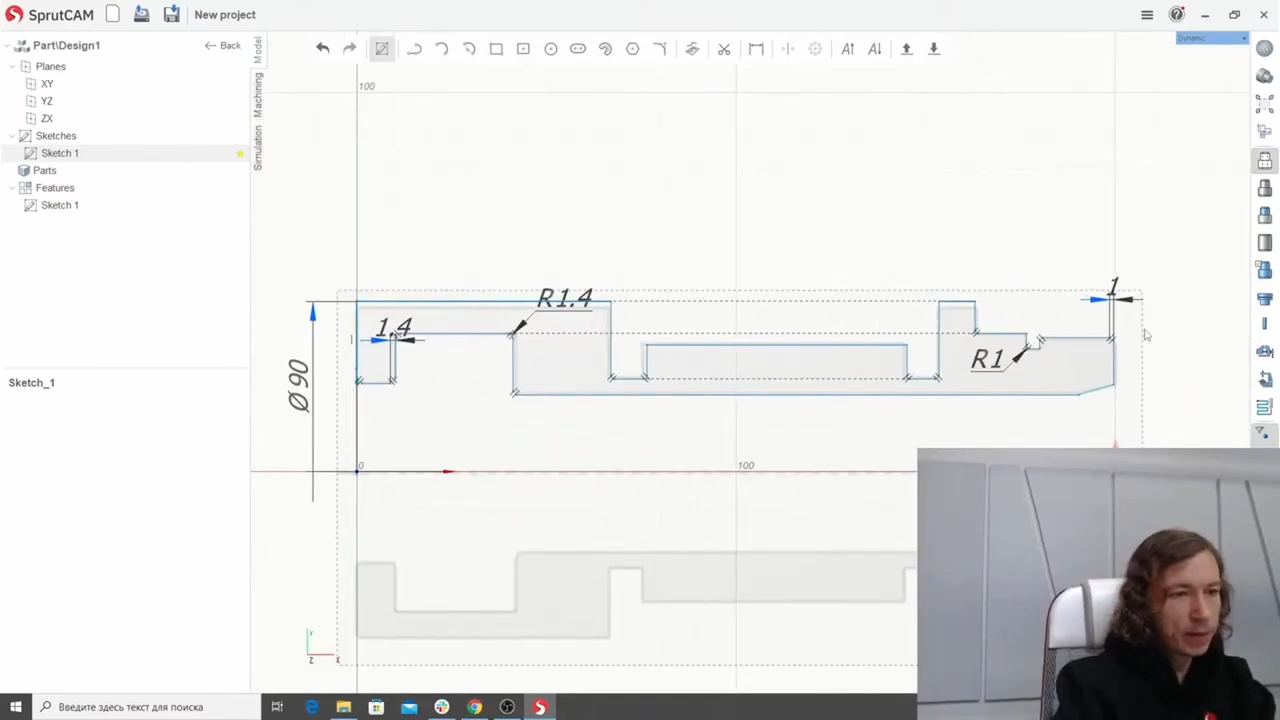 SprutCAM
New project
Dynamic
Part\Design1
Back
Planes
XY
YZ
ZX
Sketches
Sketch 1
Parts
Features
Sketch 1
Model
Machining
Simulation
Sketch_1
100
R1.4
1
1.4
R1
Ø90
0
100
Y
Z
X
Введите здесь текст для поиска